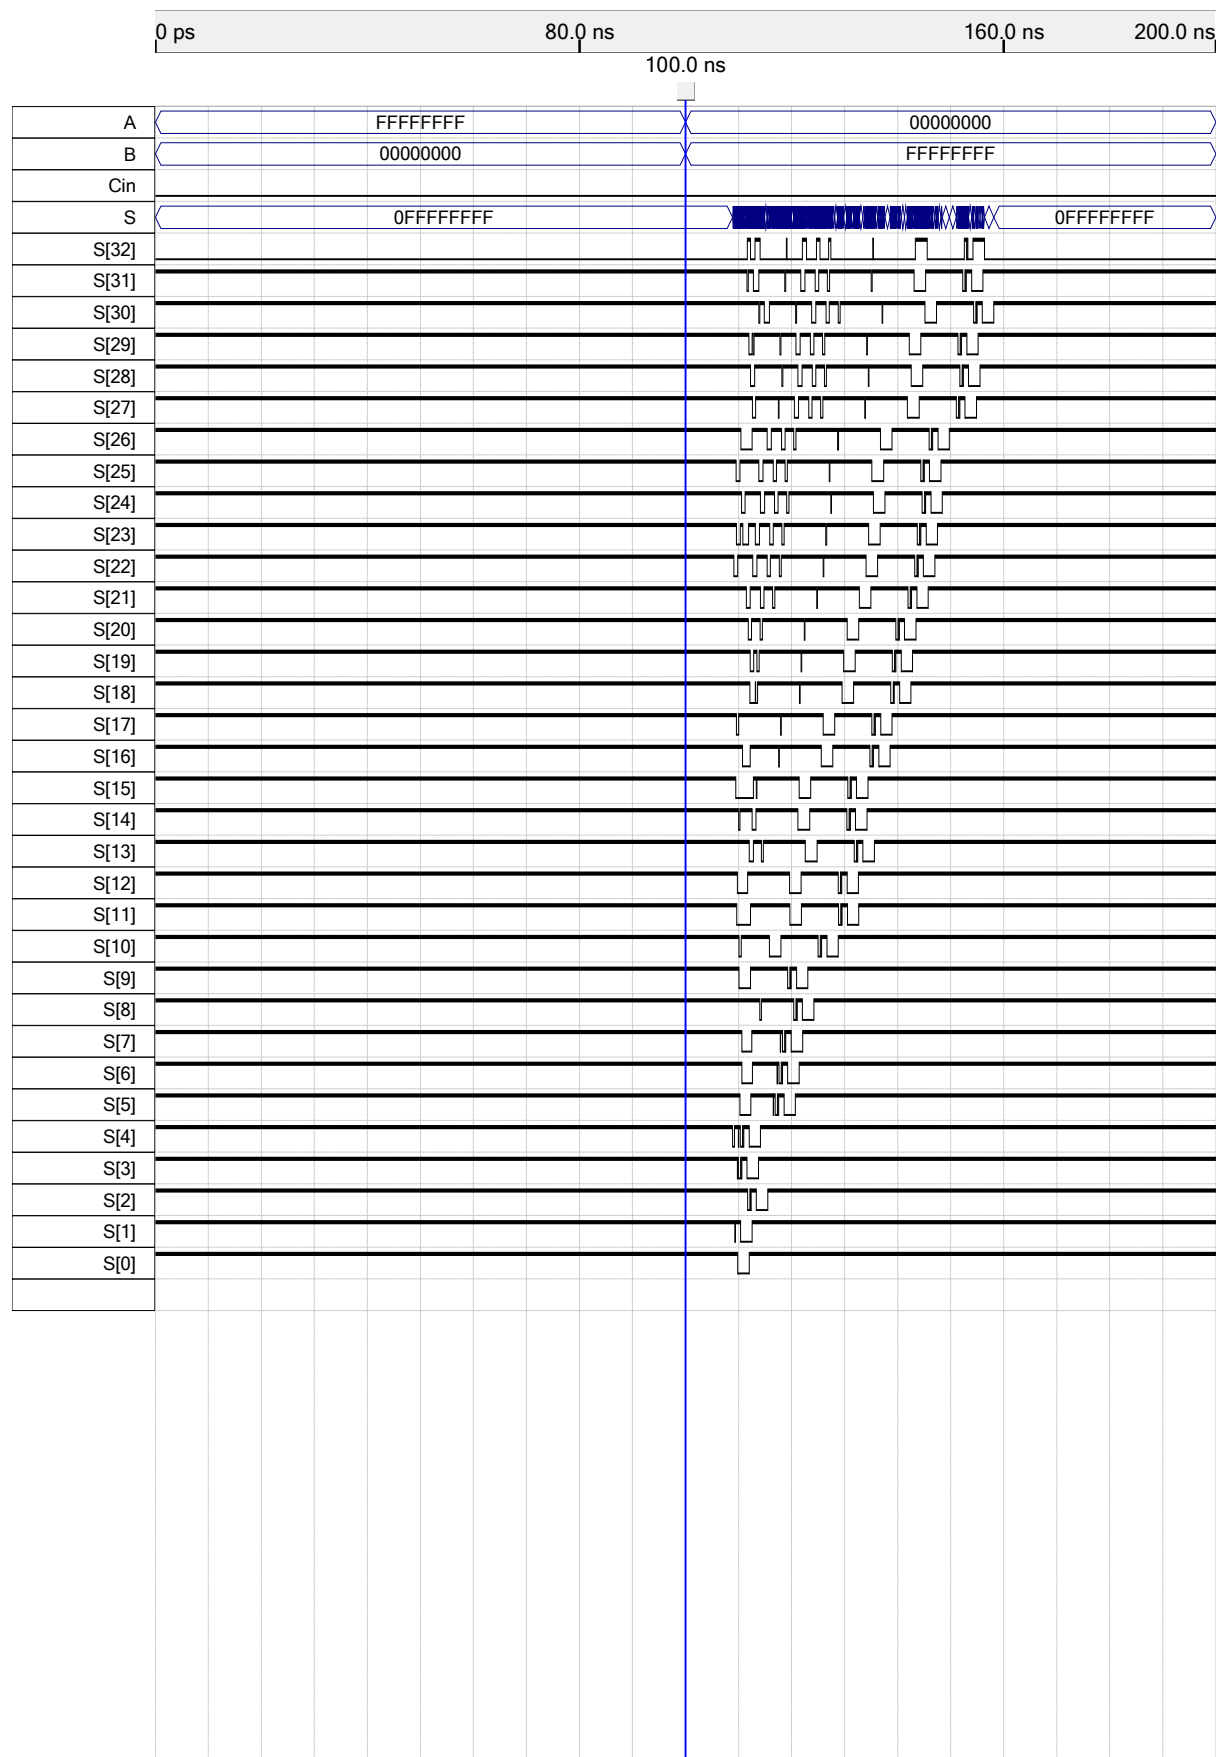 0 ps 80.0 ns 160.0 ns 200.0 ns
100.0 ns
A FFFFFFFF 00000000
B 00000000 FFFFFFFF
Cin
S 0FFFFFFFF 0FFFFFFFF
S[32]
S[31]
S[30]
S[29]
S[28]
S[27]
S[26]
S[25]
S[24]
S[23]
S[22]
S[21]
S[20]
S[19]
S[18]
S[17]
S[16]
S[15]
S[14]
S[13]
S[12]
S[11]
S[10]
S[9]
S[8]
S[7]
S[6]
S[5]
S[4]
S[3]
S[2]
S[1]
S[0]